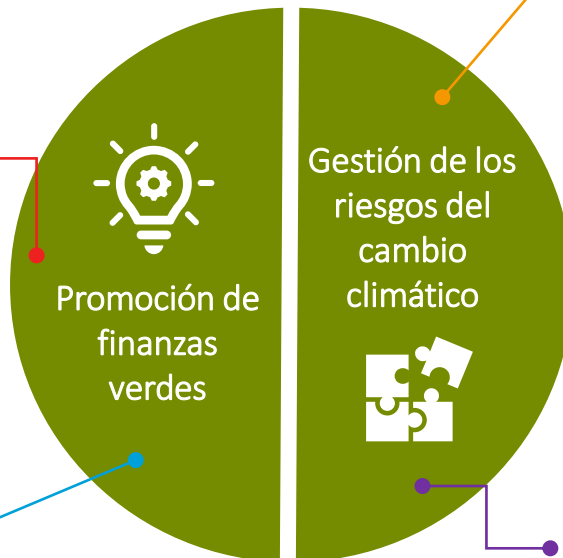 Promoción de
finanzas
verdes
Gestión de los
riesgos del
cambio
climático